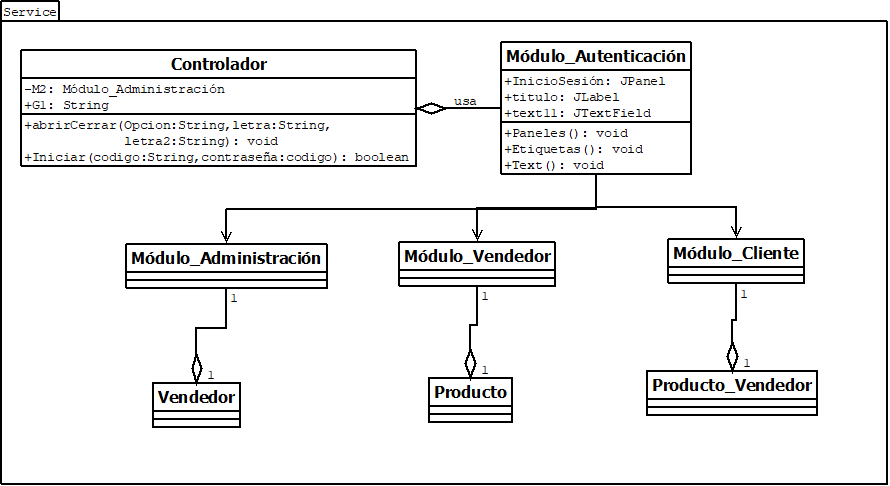 Service
Controlador
-M2: Módulo_Administración
+G1: String
+abrirCerrar(Opcion:String,letra:String,
letra2:String): void
+Iniciar(codigo:String,contraseña:codigo): boolean
usa
Módulo_Autenticación
+InicioSesión: JPanel
+titulo: JLabel
+text11: JTextField
+Paneles(): void
+Etiquetas(): void
+Text(): void
Módulo_Administración
1
1
Vendedor
Módulo_Vendedor
1
1
Producto
Módulo_Cliente
1
1
Producto_Vendedor